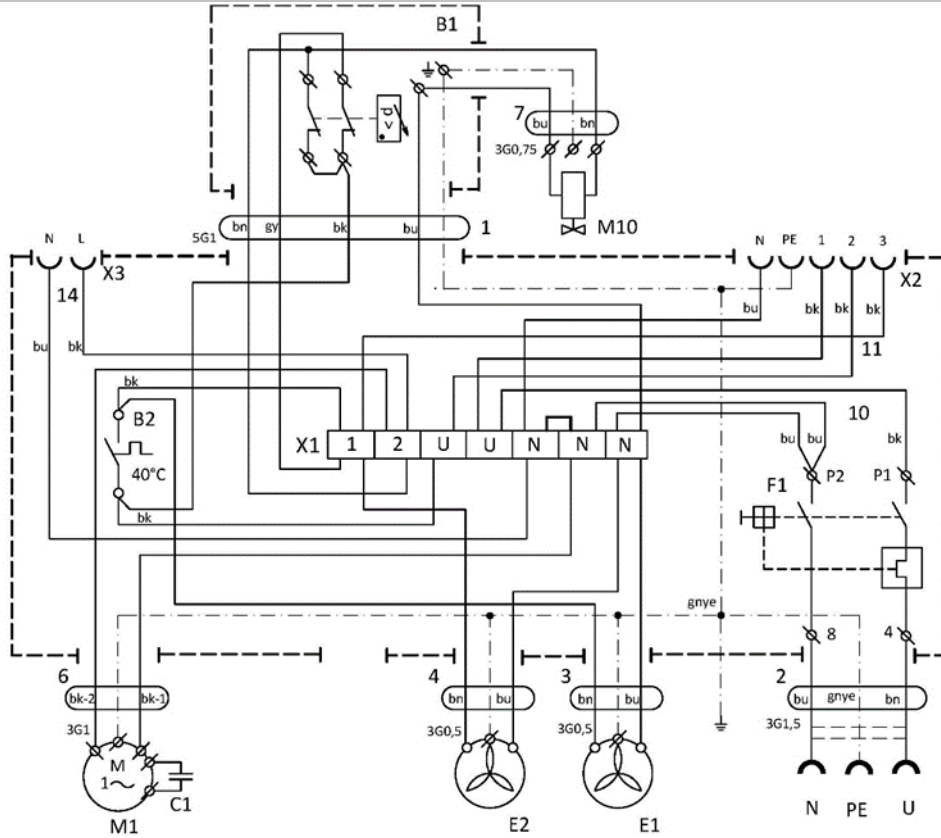 B1
< d
7
bu bn
3G0,75
M10
bn gy bk bu 1
5G1
N L
X3
14
N PE 1 2 3
X2
bu bk bk
11
bu bk
bk
B2
40°C
bk
10
bu bu bk
X1 1 2 U U N N N
P2 P1
F1
gnye
8 4
6
bk-2 bk-1
3G1
4
bn bu
3G0,5
3
bn bu
3G0,5
2
bu gnye bn
3G1,5
M
1~
C1
M1
E2
E1
N PE U